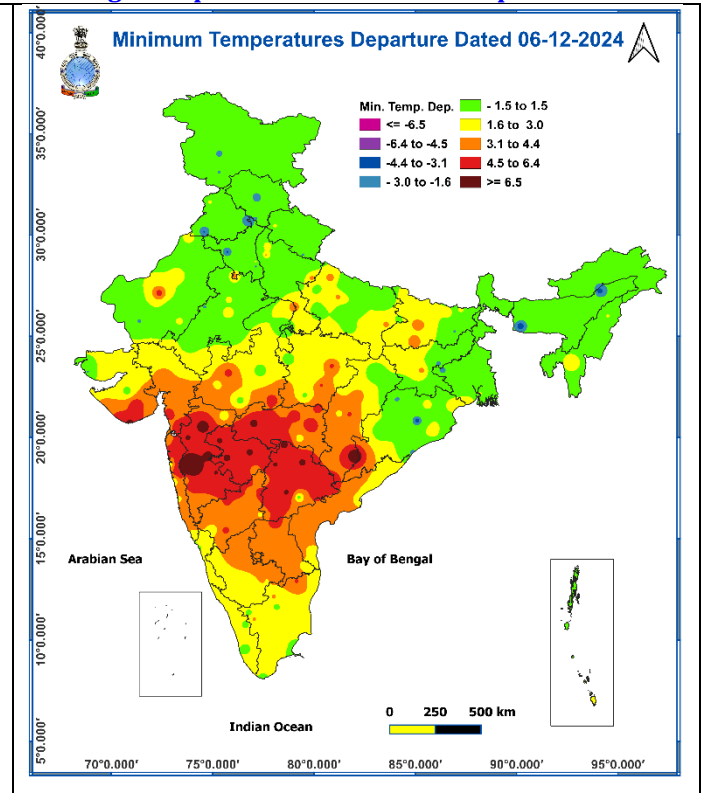 Minimum Temperatures Departure Dated 06-12-2024
Min. Temp. Dep.
<= -6.5
-6.4 to -4.5
-4.4 to -3.1
- 3.0 to -1.6
- 1.5 to 1.5
1.6 to 3.0
3.1 to 4.4
4.5 to 6.4
>= 6.5
40°0.000'
35°0.000'
30°0.000'
25°0.000'
20°0.000'
15°0.000'
10°0.000'
5°0.000'
Arabian Sea
Bay of Bengal
Indian Ocean
0 250 500 km
70°0.000' 75°0.000' 80°0.000' 85°0.000' 90°0.000' 95°0.000'